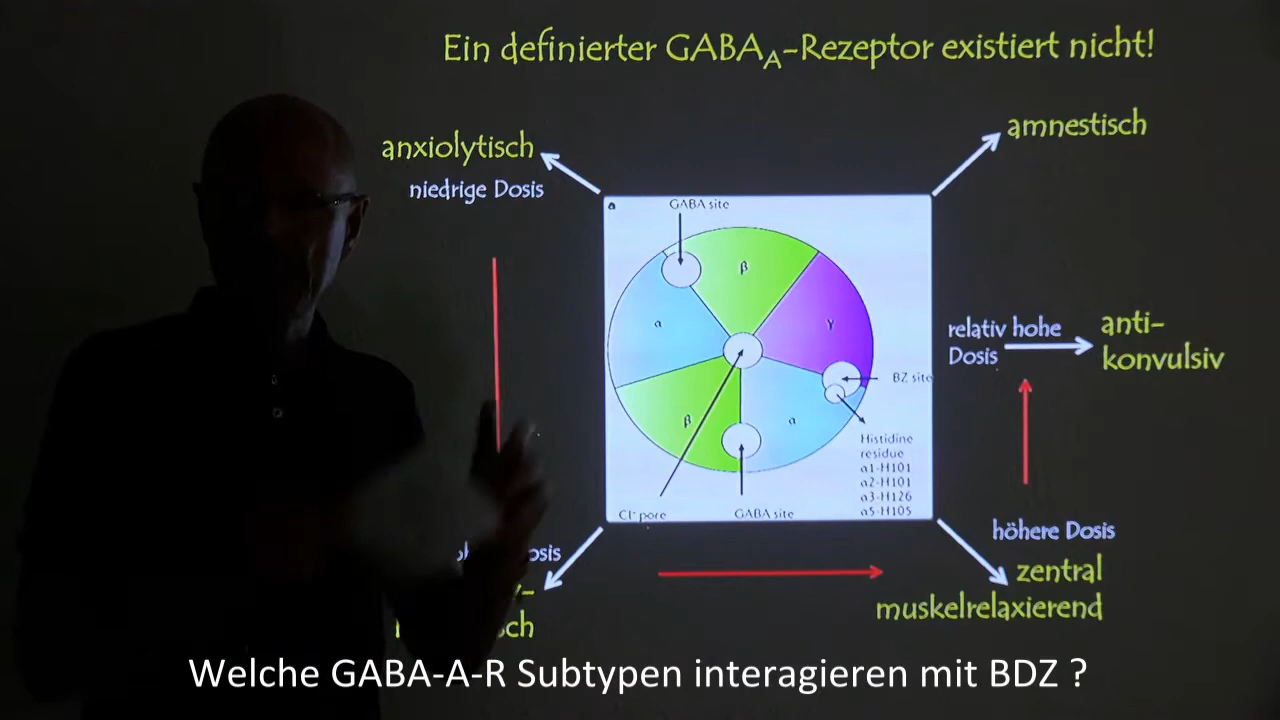 Ein definierter GABA_A-Rezeptor existiert nicht!
anxiolytisch
niedrige Dosis
amnestisch
a
GABA site
β
γ
α
BZ site
β
α
Histidine
residue
α1-H101
α2-H101
α3-H126
α5-H105
Cl⁻ pore
GABA site
relativ hohe
Dosis
anti-
konvulsiv
höhere Dosis
zentral
muskelrelaxierend
Welche GABA-A-R Subtypen interagieren mit BDZ ?